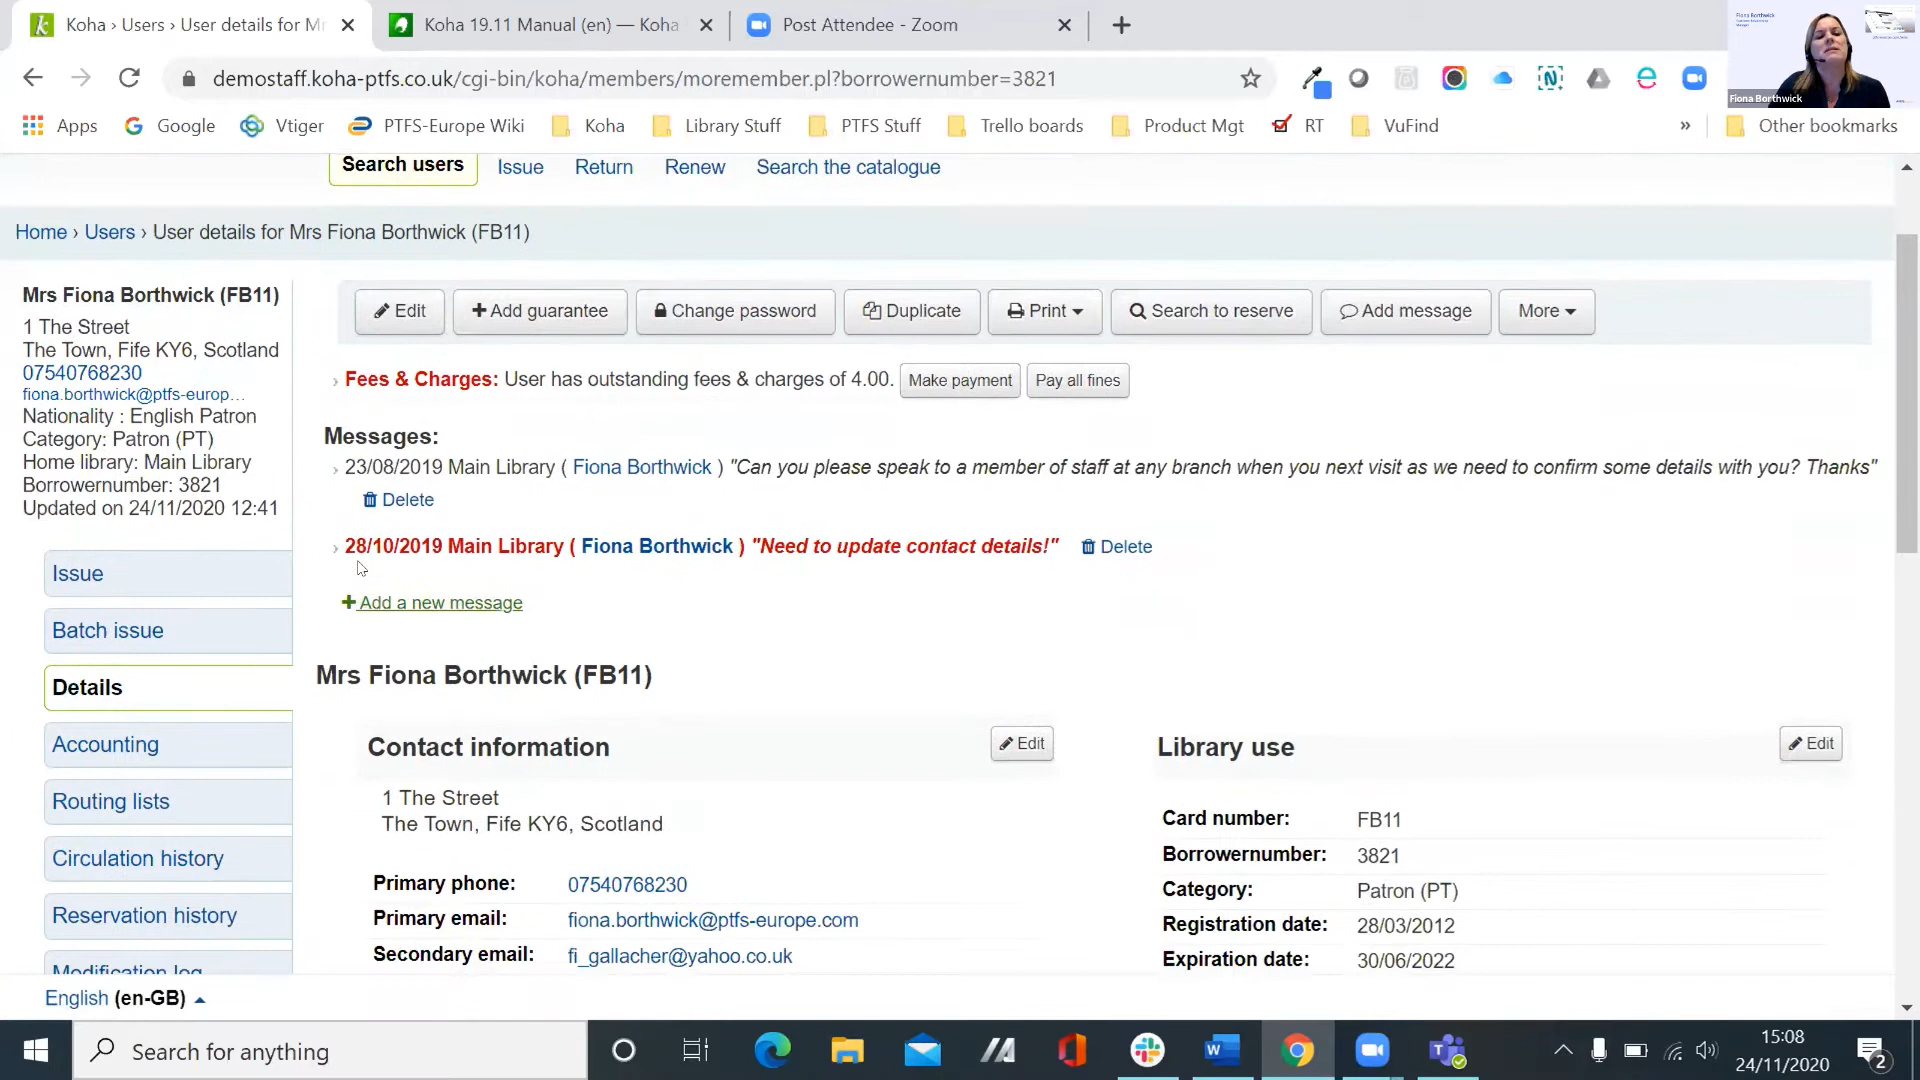 Koha › Users › User details for Mr
Koha 19.11 Manual (en) — Koha
Post Attendee - Zoom
demostaff.koha-ptfs.co.uk/cgi-bin/koha/members/moremember.pl?borrowernumber=3821
Fiona Borthwick
Fiona Borthwick
Apps
Google
Vtiger
PTFS-Europe Wiki
Koha
Library Stuff
PTFS Stuff
Trello boards
Product Mgt
RT
VuFind
»
Other bookmarks
Search users
Issue
Return
Renew
Search the catalogue
Home › Users › User details for Mrs Fiona Borthwick (FB11)
Mrs Fiona Borthwick (FB11)
1 The Street
The Town, Fife KY6, Scotland
07540768230
fiona.borthwick@ptfs-europ...
Nationality : English Patron
Category: Patron (PT)
Home library: Main Library
Borrowernumber: 3821
Updated on 24/11/2020 12:41
Issue
Batch issue
Details
Accounting
Routing lists
Circulation history
Reservation history
Modification log
English (en-GB)
Edit
+Add guarantee
Change password
Duplicate
Print
Search to reserve
Add message
More
Fees & Charges: User has outstanding fees & charges of 4.00. Make payment Pay all fines
Messages:
23/08/2019 Main Library ( Fiona Borthwick ) "Can you please speak to a member of staff at any branch when you next visit as we need to confirm some details with you? Thanks"
Delete
28/10/2019 Main Library ( Fiona Borthwick ) "Need to update contact details!" Delete
+ Add a new message
Mrs Fiona Borthwick (FB11)
Contact information
Edit
1 The Street
The Town, Fife KY6, Scotland
Primary phone: 07540768230
Primary email: fiona.borthwick@ptfs-europe.com
Secondary email: fi_gallacher@yahoo.co.uk
Library use
Edit
Card number: FB11
Borrowernumber: 3821
Category: Patron (PT)
Registration date: 28/03/2012
Expiration date: 30/06/2022
Search for anything
15:08
24/11/2020
2